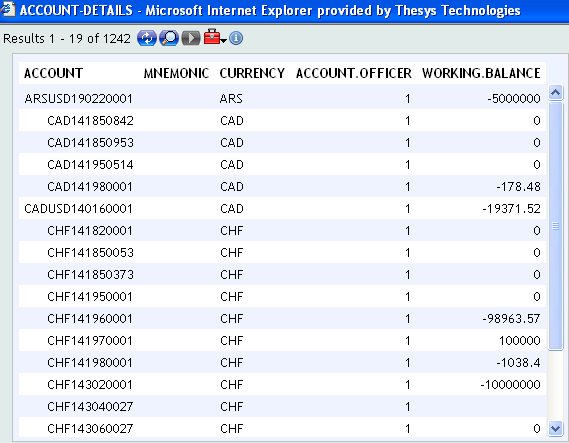 ACCOUNT-DETAILS - Microsoft Internet Explorer provided by Thesys Technologies
Results 1 - 19 of 1242
ACCOUNT MNEMONIC CURRENCY ACCOUNT.OFFICER WORKING.BALANCE
ARSUSD190220001 ARS 1 -5000000
CAD141850842 CAD 1 0
CAD141850953 CAD 1 0
CAD141950514 CAD 1 0
CAD141980001 CAD 1 -178.48
CADUSD140160001 CAD 1 -19371.52
CHF141820001 CHF 1 0
CHF141850053 CHF 1 0
CHF141850373 CHF 1 0
CHF141950001 CHF 1 0
CHF141960001 CHF 1 -98963.57
CHF141970001 CHF 1 100000
CHF141980001 CHF 1 -1038.4
CHF143020001 CHF 1 -10000000
CHF143040027 CHF 1
CHF143060027 CHF 1 0